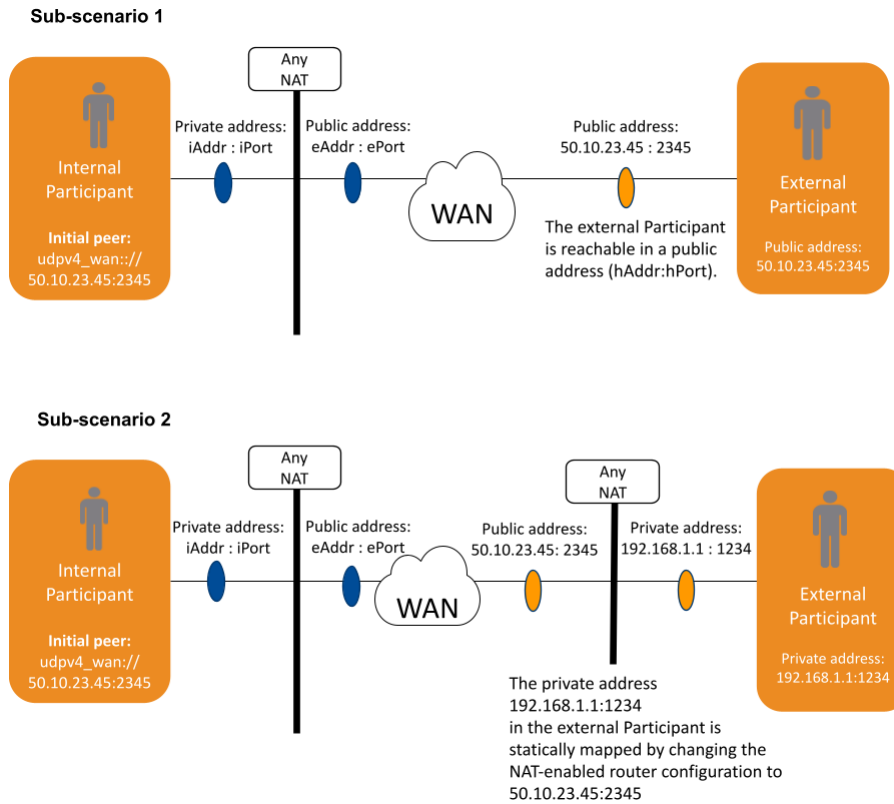 Sub-scenario 1
Any
NAT
Internal
Participant
Initial peer:
udpv4_wan:://
50.10.23.45:2345
Private address:
iAddr : iPort
Public address:
eAddr : ePort
WAN
Public address:
50.10.23.45 : 2345
The external Participant
is reachable in a public
address (hAddr:hPort).
External
Participant
Public address:
50.10.23.45:2345
Sub-scenario 2
Any
NAT
Internal
Participant
Initial peer:
udpv4_wan://
50.10.23.45:2345
Private address:
iAddr : iPort
Public address:
eAddr : ePort
WAN
Public address:
50.10.23.45: 2345
Any
NAT
Private address:
192.168.1.1 : 1234
The private address
192.168.1.1:1234
in the external Participant is
statically mapped by changing the
NAT-enabled router configuration to
50.10.23.45:2345
External
Participant
Private address:
192.168.1.1:1234